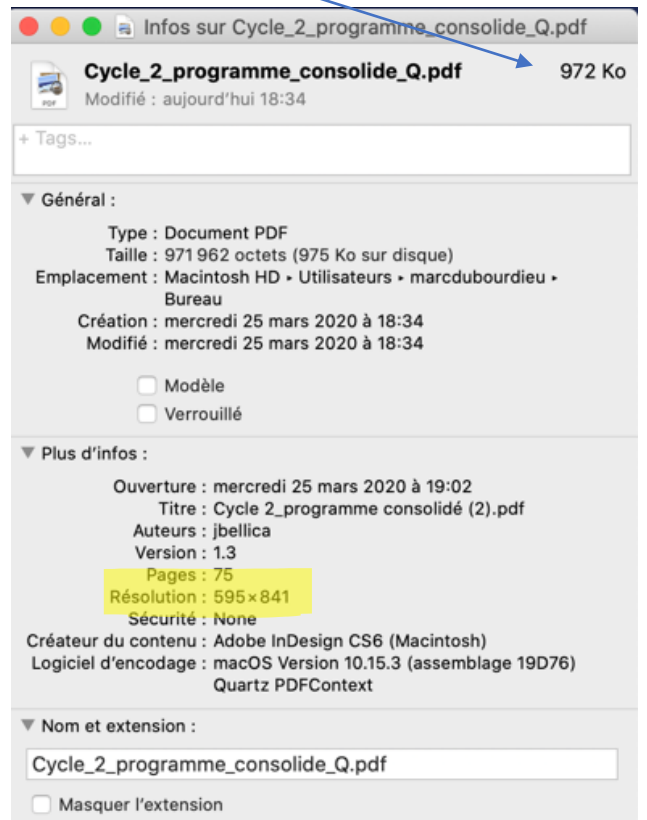 Infos sur Cycle_2_programme_consolide_Q.pdf
Cycle_2_programme_consolide_Q.pdf 972 Ko
Modifié : aujourd'hui 18:34
+ Tags...
▼ Général :
Type : Document PDF
Taille : 971 962 octets (975 Ko sur disque)
Emplacement : Macintosh HD ▸ Utilisateurs ▸ marcdubourdieu ▸
Bureau
Création : mercredi 25 mars 2020 à 18:34
Modifié : mercredi 25 mars 2020 à 18:34
Modèle
Verrouillé
▼ Plus d'infos :
Ouverture : mercredi 25 mars 2020 à 19:02
Titre : Cycle 2_programme consolidé (2).pdf
Auteurs : jbellica
Version : 1.3
Pages : 75
Résolution : 595×841
Sécurité : None
Créateur du contenu : Adobe InDesign CS6 (Macintosh)
Logiciel d'encodage : macOS Version 10.15.3 (assemblage 19D76)
Quartz PDFContext
▼ Nom et extension :
Cycle_2_programme_consolide_Q.pdf
Masquer l'extension